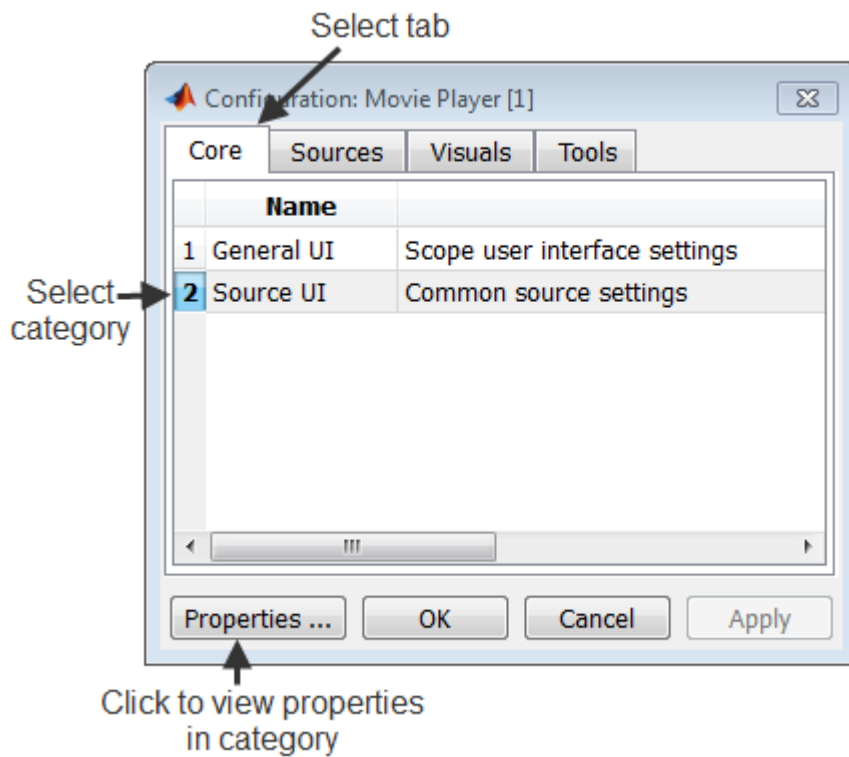 Select tab
Configuration: Movie Player [1]
Core Sources Visuals Tools
Name
1 General UI Scope user interface settings
Select
category
2 Source UI Common source settings
Properties ... OK Cancel Apply
Click to view properties
in category